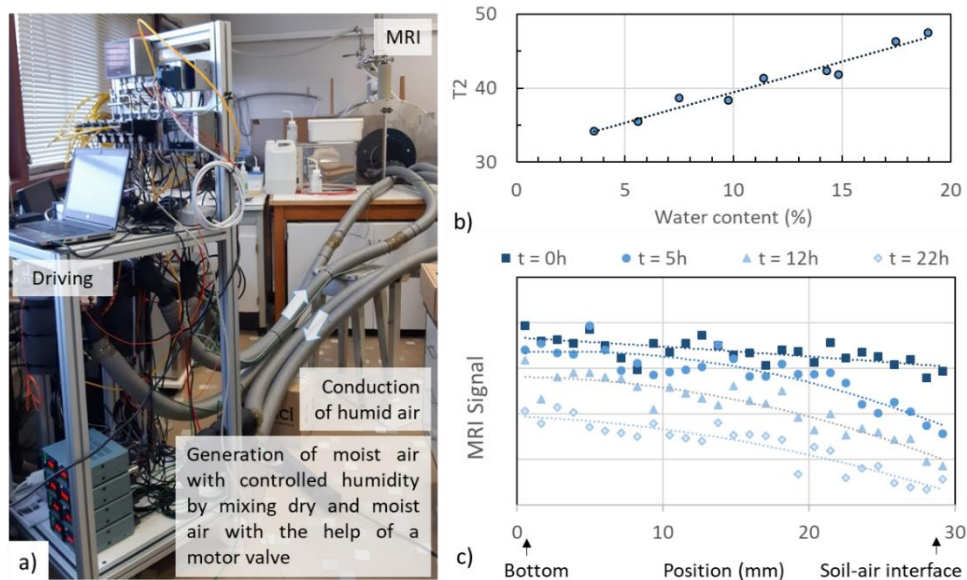 MRI
Driving
Conduction
of humid air
Generation of moist air
with controlled humidity
by mixing dry and moist
air with the help of a
motor valve
a)
b)
50
40
30
T2
0 5 10 15 20
Water content (%)
t = 0h t = 5h t = 12h t = 22h
MRI Signal
0 10 20 30
c)
Bottom Position (mm) Soil-air interface